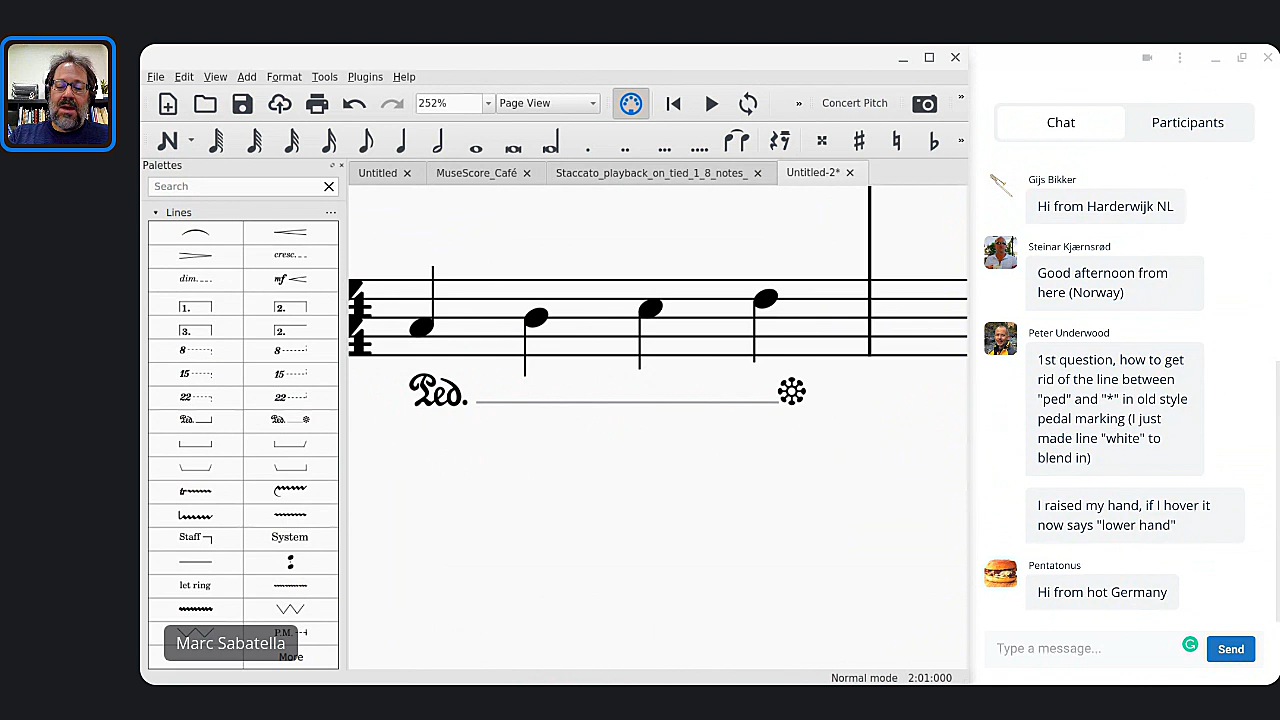 File Edit View Add Format Tools Plugins Help
252% Page View Concert Pitch
Palettes
Untitled MuseScore_Café Staccato_playback_on_tied_1_8_notes_ Untitled-2*
Search
Lines
cresc.
dim. mf
1. 2.
3. 2.
8 8
15 15
22 22
Ped. Ped.
tr
Staff System
let ring
P.M.
More
Ped.
Marc Sabatella
Normal mode 2:01:000
Chat Participants
Gijs Bikker
Hi from Harderwijk NL
Steinar Kjærnsrød
Good afternoon from
here (Norway)
Peter Underwood
1st question, how to get
rid of the line between
"ped" and "*" in old style
pedal marking (I just
made line "white" to
blend in)
I raised my hand, if I hover it
now says "lower hand"
Pentatonus
Hi from hot Germany
Type a message...
Send